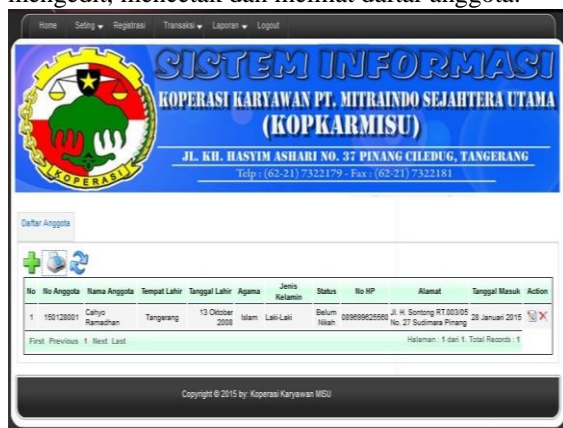 mengedit, mencetak dan melihat daftar anggota.
Home Seting Registrasi Transaksi Laporan Logout
SISTEM INFORMASI
KOPERASI KARYAWAN PT. MITRAINDO SEJAHTERA UTAMA
(KOPKARMISU)
JL. KH. HASYIM ASHARI NO. 37 PINANG CILEDUG, TANGERANG
Telp : (62-21) 7322179 - Fax : (62-21) 7322181
KOPERASI
Daftar Anggota
No No Anggota Nama Anggota Tempat Lahir Tanggal Lahir Agama Jenis Kelamin Status No HP Alamat Tanggal Masuk Action
1 150128001 Cahyo Ramadhan Tangerang 13 Oktober 2008 Islam Laki-Laki Belum Nikah 089699625560 Jl. H. Sontong RT.003/05 No. 27 Sudimara Pinang 28 Januari 2015
First Previous 1 Next Last Halaman : 1 dari 1. Total Records : 1
Copyright © 2015 by: Koperasi Karyawan MISU